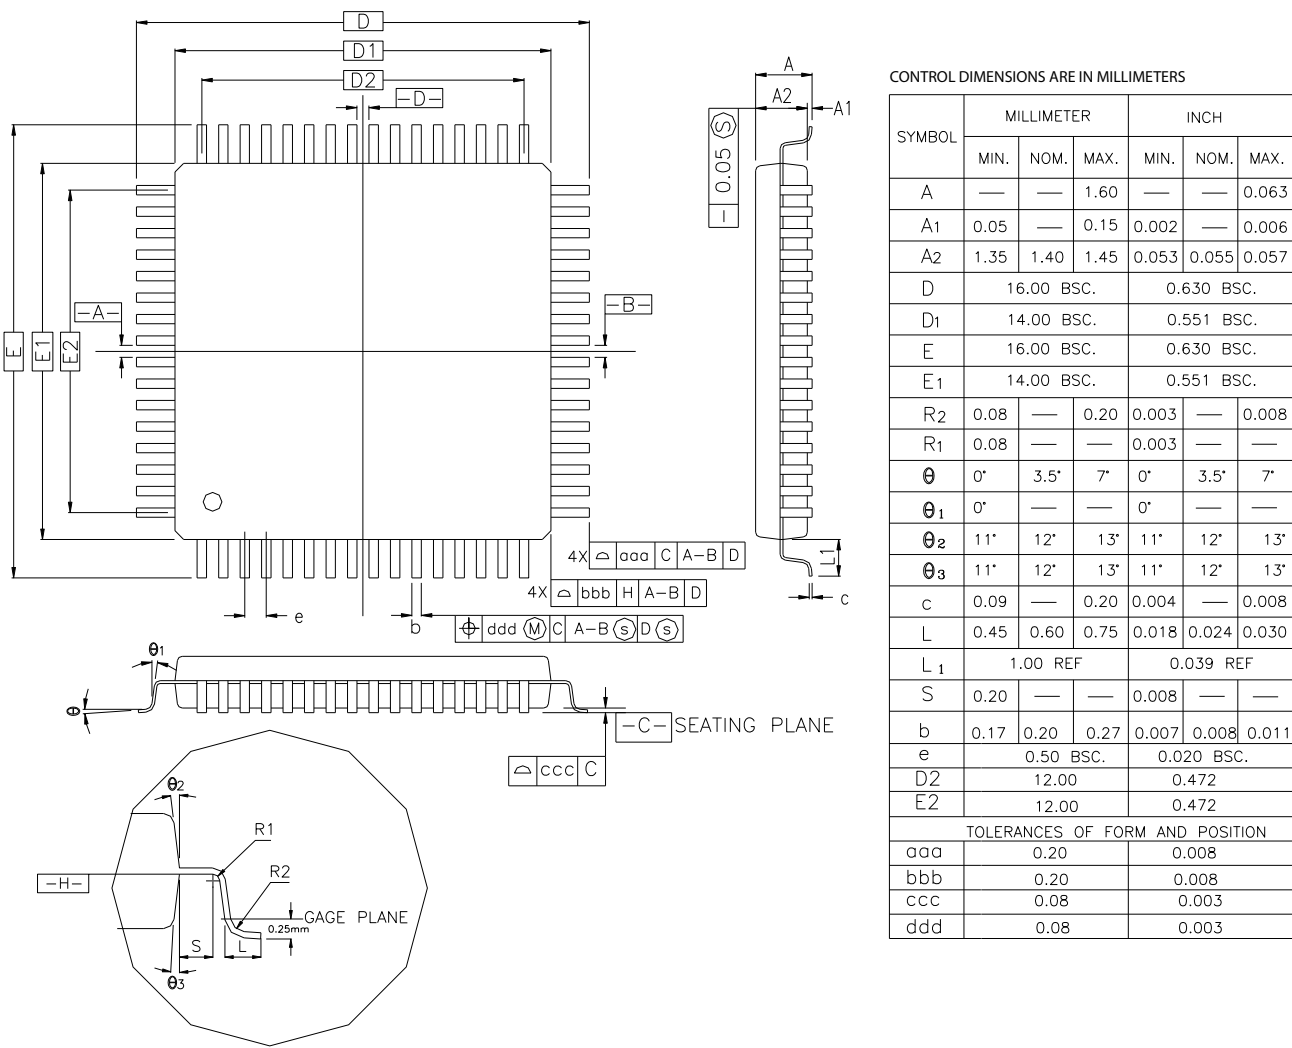 D
D1
D2
-D-
E
E1
E2
-A-
-B-
4X aaa C A-B D
4X bbb H A-B D
e
b
ddd Ⓜ C A-B Ⓢ D Ⓢ
A
A2
A1
- 0.05 Ⓢ
L1
c
θ1
θ
-C- SEATING PLANE
ccc C
θ2
R1
R2
-H-
GAGE PLANE
0.25mm
S
L
θ3
CONTROL DIMENSIONS ARE IN MILLIMETERS
SYMBOL MILLIMETER INCH
MIN. NOM. MAX. MIN. NOM. MAX.
A — — 1.60 — — 0.063
A1 0.05 — 0.15 0.002 — 0.006
A2 1.35 1.40 1.45 0.053 0.055 0.057
D 16.00 BSC. 0.630 BSC.
D1 14.00 BSC. 0.551 BSC.
E 16.00 BSC. 0.630 BSC.
E1 14.00 BSC. 0.551 BSC.
R2 0.08 — 0.20 0.003 — 0.008
R1 0.08 — — 0.003 — —
θ 0° 3.5° 7° 0° 3.5° 7°
θ1 0° — — 0° — —
θ2 11° 12° 13° 11° 12° 13°
θ3 11° 12° 13° 11° 12° 13°
c 0.09 — 0.20 0.004 — 0.008
L 0.45 0.60 0.75 0.018 0.024 0.030
L1 1.00 REF 0.039 REF
S 0.20 — — 0.008 — —
b 0.17 0.20 0.27 0.007 0.008 0.011
e 0.50 BSC. 0.020 BSC.
D2 12.00 0.472
E2 12.00 0.472
TOLERANCES OF FORM AND POSITION
aaa 0.20 0.008
bbb 0.20 0.008
ccc 0.08 0.003
ddd 0.08 0.003